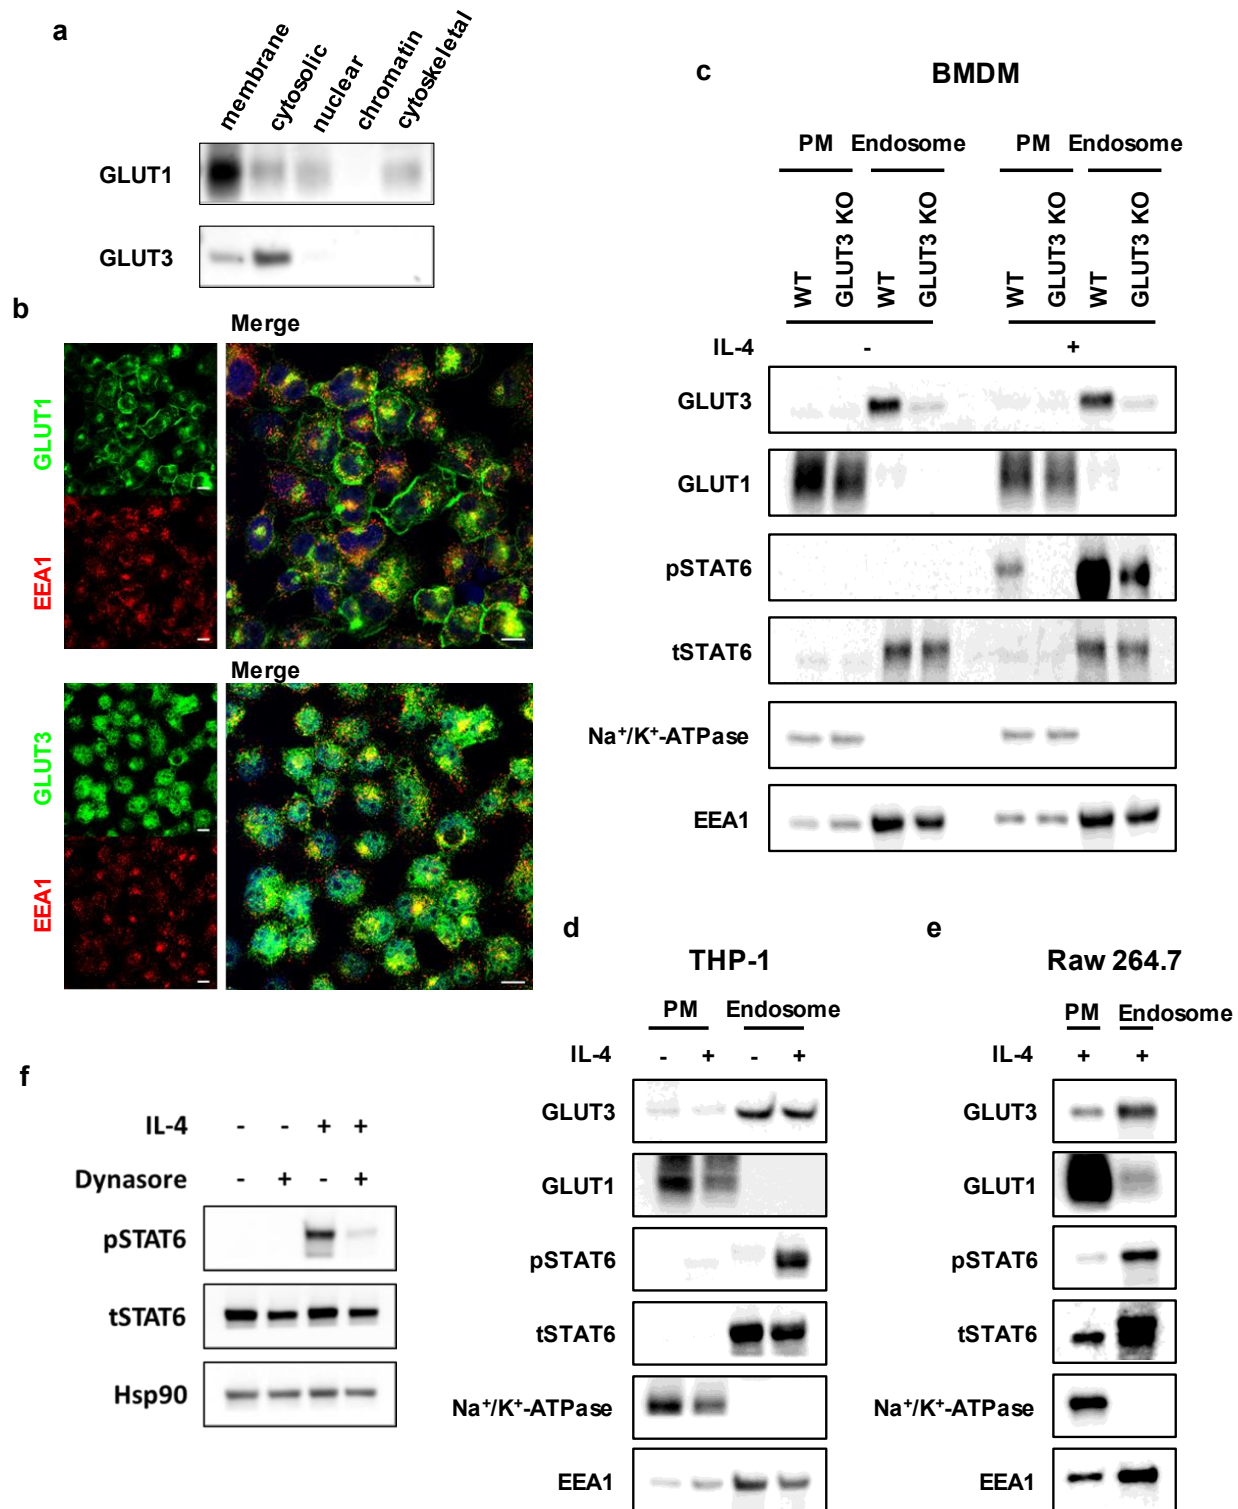 a
membrane
cytosolic
nuclear
chromatin
cytoskeletal
GLUT1
GLUT3
b
Merge
GLUT1
EEA1
Merge
GLUT3
EEA1
c
BMDM
PM Endosome PM Endosome
WT GLUT3 KO WT GLUT3 KO WT GLUT3 KO WT GLUT3 KO
IL-4 - +
GLUT3
GLUT1
pSTAT6
tSTAT6
Na⁺/K⁺-ATPase
EEA1
d
THP-1
PM Endosome
IL-4 - + - +
GLUT3
GLUT1
pSTAT6
tSTAT6
Na⁺/K⁺-ATPase
EEA1
e
Raw 264.7
PM Endosome
IL-4 + +
GLUT3
GLUT1
pSTAT6
tSTAT6
Na⁺/K⁺-ATPase
EEA1
f
IL-4 - - + +
Dynasore - + - +
pSTAT6
tSTAT6
Hsp90